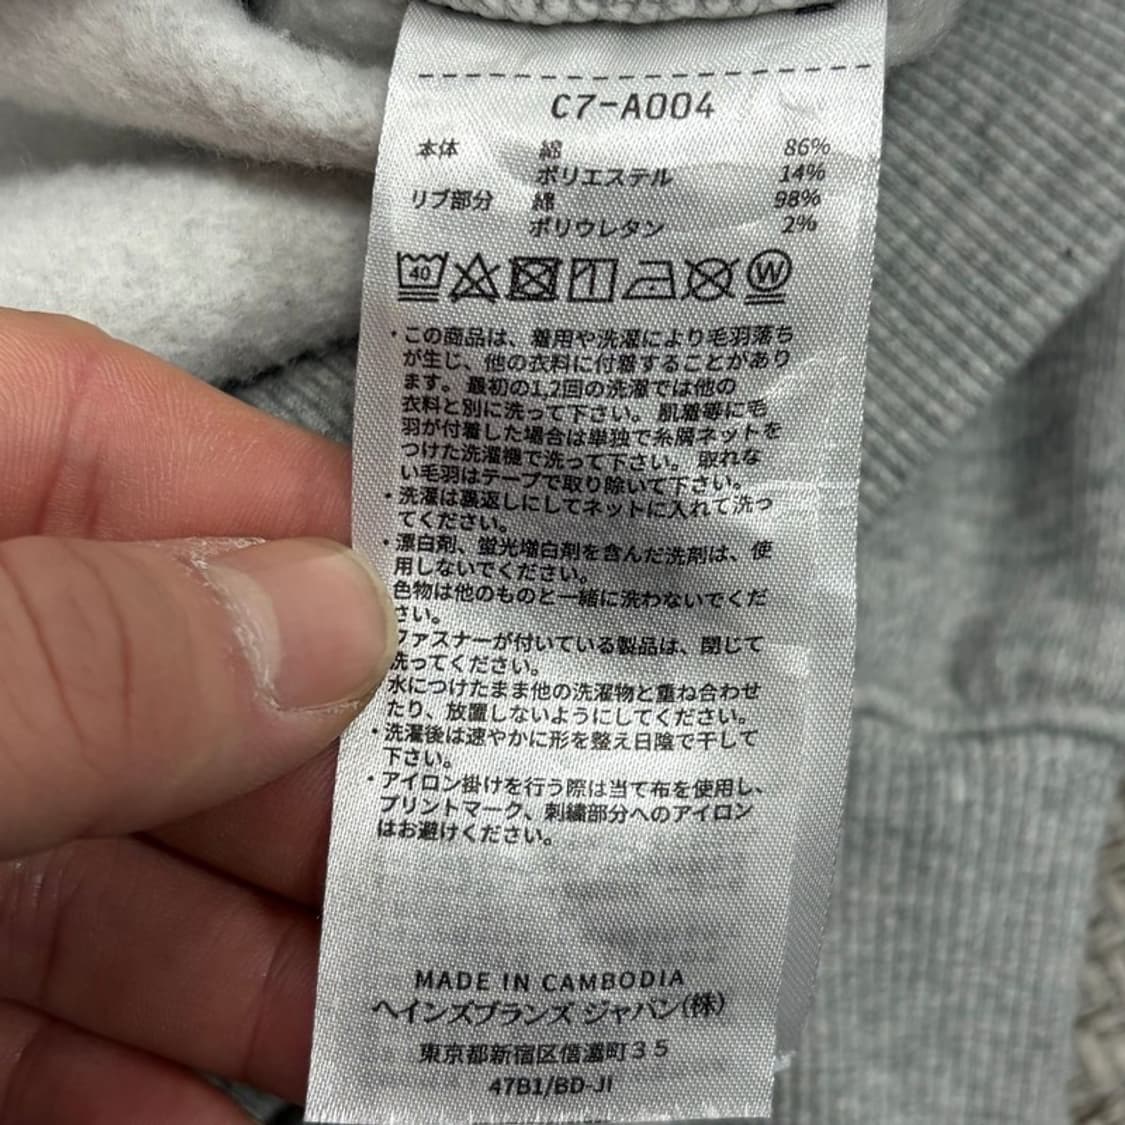 C7-A004
本体 綿 86%
ポリエステル 14%
リブ部分 綿 98%
ポリウレタン 2%
40 W
・この商品は、着用や洗濯により毛羽落ち
が生じ、他の衣料に付着することがあり
ます。最初の1,2回の洗濯では他の
衣料と別に洗って下さい。肌着等に毛
羽が付着した場合は単独で糸屑ネットを
つけた洗濯機で洗って下さい。取れな
い毛羽はテープで取り除いて下さい。
・洗濯は裏返しにしてネットに入れて洗っ
てください。
・漂白剤、蛍光増白剤を含んだ洗剤は、使
用しないでください。
色物は他のものと一緒に洗わないでくだ
さい。
ファスナーが付いている製品は、閉じて
洗ってください。
水につけたまま他の洗濯物と重ね合わせ
たり、放置しないようにしてください。
・洗濯後は速やかに形を整え日陰で干して
下さい。
・アイロン掛けを行う際は当て布を使用し、
プリントマーク、刺繍部分へのアイロン
はお避けください。
MADE IN CAMBODIA
ヘインズブランズ ジャパン(株)
東京都新宿区信濃町35
47B1/BD-JI